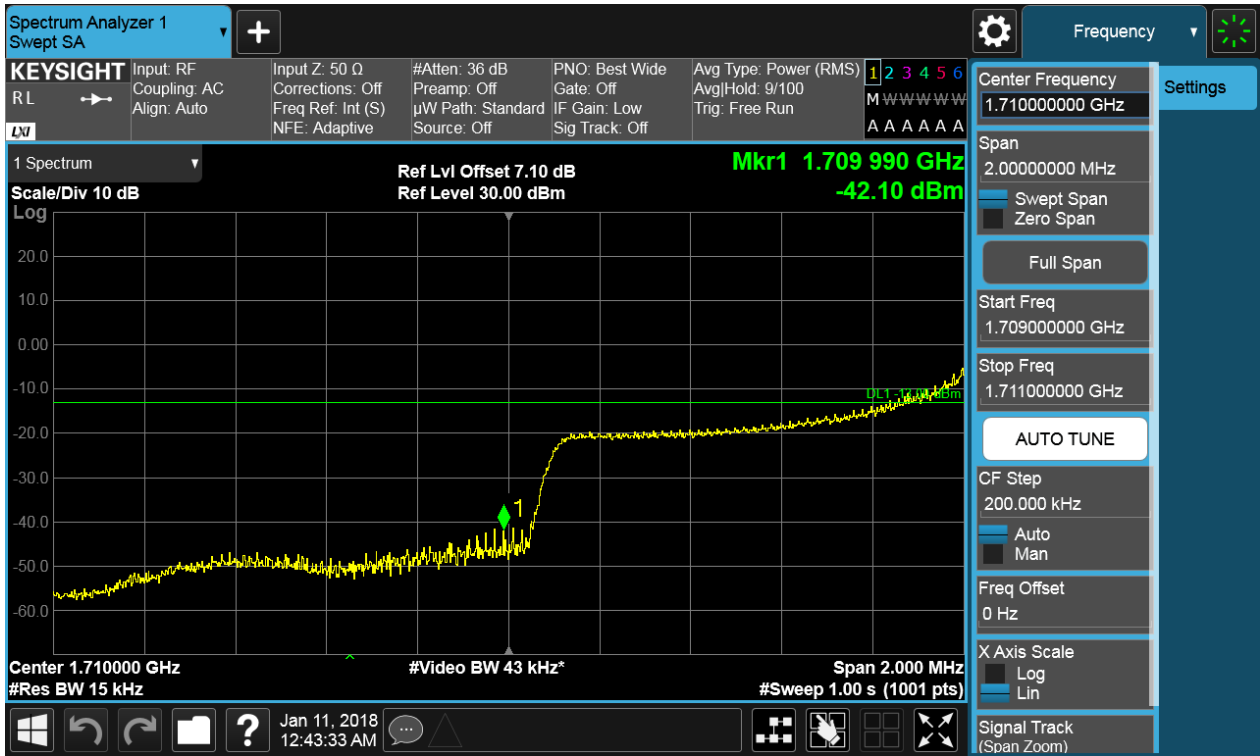 Spectrum Analyzer 1
Swept SA
+
Frequency
KEYSIGHT
RL
LXI
Input: RF
Coupling: AC
Align: Auto
Input Z: 50 Ω
Corrections: Off
Freq Ref: Int (S)
NFE: Adaptive
#Atten: 36 dB
Preamp: Off
µW Path: Standard
Source: Off
PNO: Best Wide
Gate: Off
IF Gain: Low
Sig Track: Off
Avg Type: Power (RMS)
Avg|Hold: 9/100
Trig: Free Run
1 2 3 4 5 6
M W W W W W
A A A A A A
1 Spectrum
Scale/Div 10 dB
Log
Ref Lvl Offset 7.10 dB
Ref Level 30.00 dBm
Mkr1 1.709 990 GHz
-42.10 dBm
20.0
10.0
0.00
-10.0
-20.0
-30.0
-40.0
-50.0
-60.0
DL1 -13.00 dBm
1
Center 1.710000 GHz
#Res BW 15 kHz
#Video BW 43 kHz*
Span 2.000 MHz
#Sweep 1.00 s (1001 pts)
Center Frequency
1.710000000 GHz
Span
2.00000000 MHz
Swept Span
Zero Span
Full Span
Start Freq
1.709000000 GHz
Stop Freq
1.711000000 GHz
AUTO TUNE
CF Step
200.000 kHz
Auto
Man
Freq Offset
0 Hz
X Axis Scale
Log
Lin
Signal Track
(Span Zoom)
Settings
?
Jan 11, 2018
12:43:33 AM